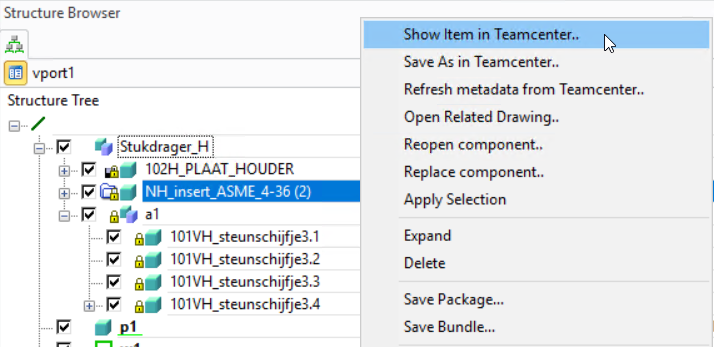 Structure Browser
vport1
Structure Tree
Stukdrager_H
102H_PLAAT_HOUDER
NH_insert_ASME_4-36 (2)
a1
101VH_steunschijfje3.1
101VH_steunschijfje3.2
101VH_steunschijfje3.3
101VH_steunschijfje3.4
p1
Show Item in Teamcenter..
Save As in Teamcenter..
Refresh metadata from Teamcenter..
Open Related Drawing..
Reopen component..
Replace component..
Apply Selection
Expand
Delete
Save Package...
Save Bundle...